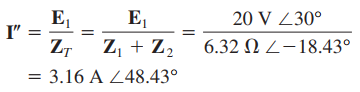 I″ = E₁/Z_T = E₁/(Z₁ + Z₂) = 20 V ∠30°/6.32 Ω ∠−18.43°
= 3.16 A ∠48.43°